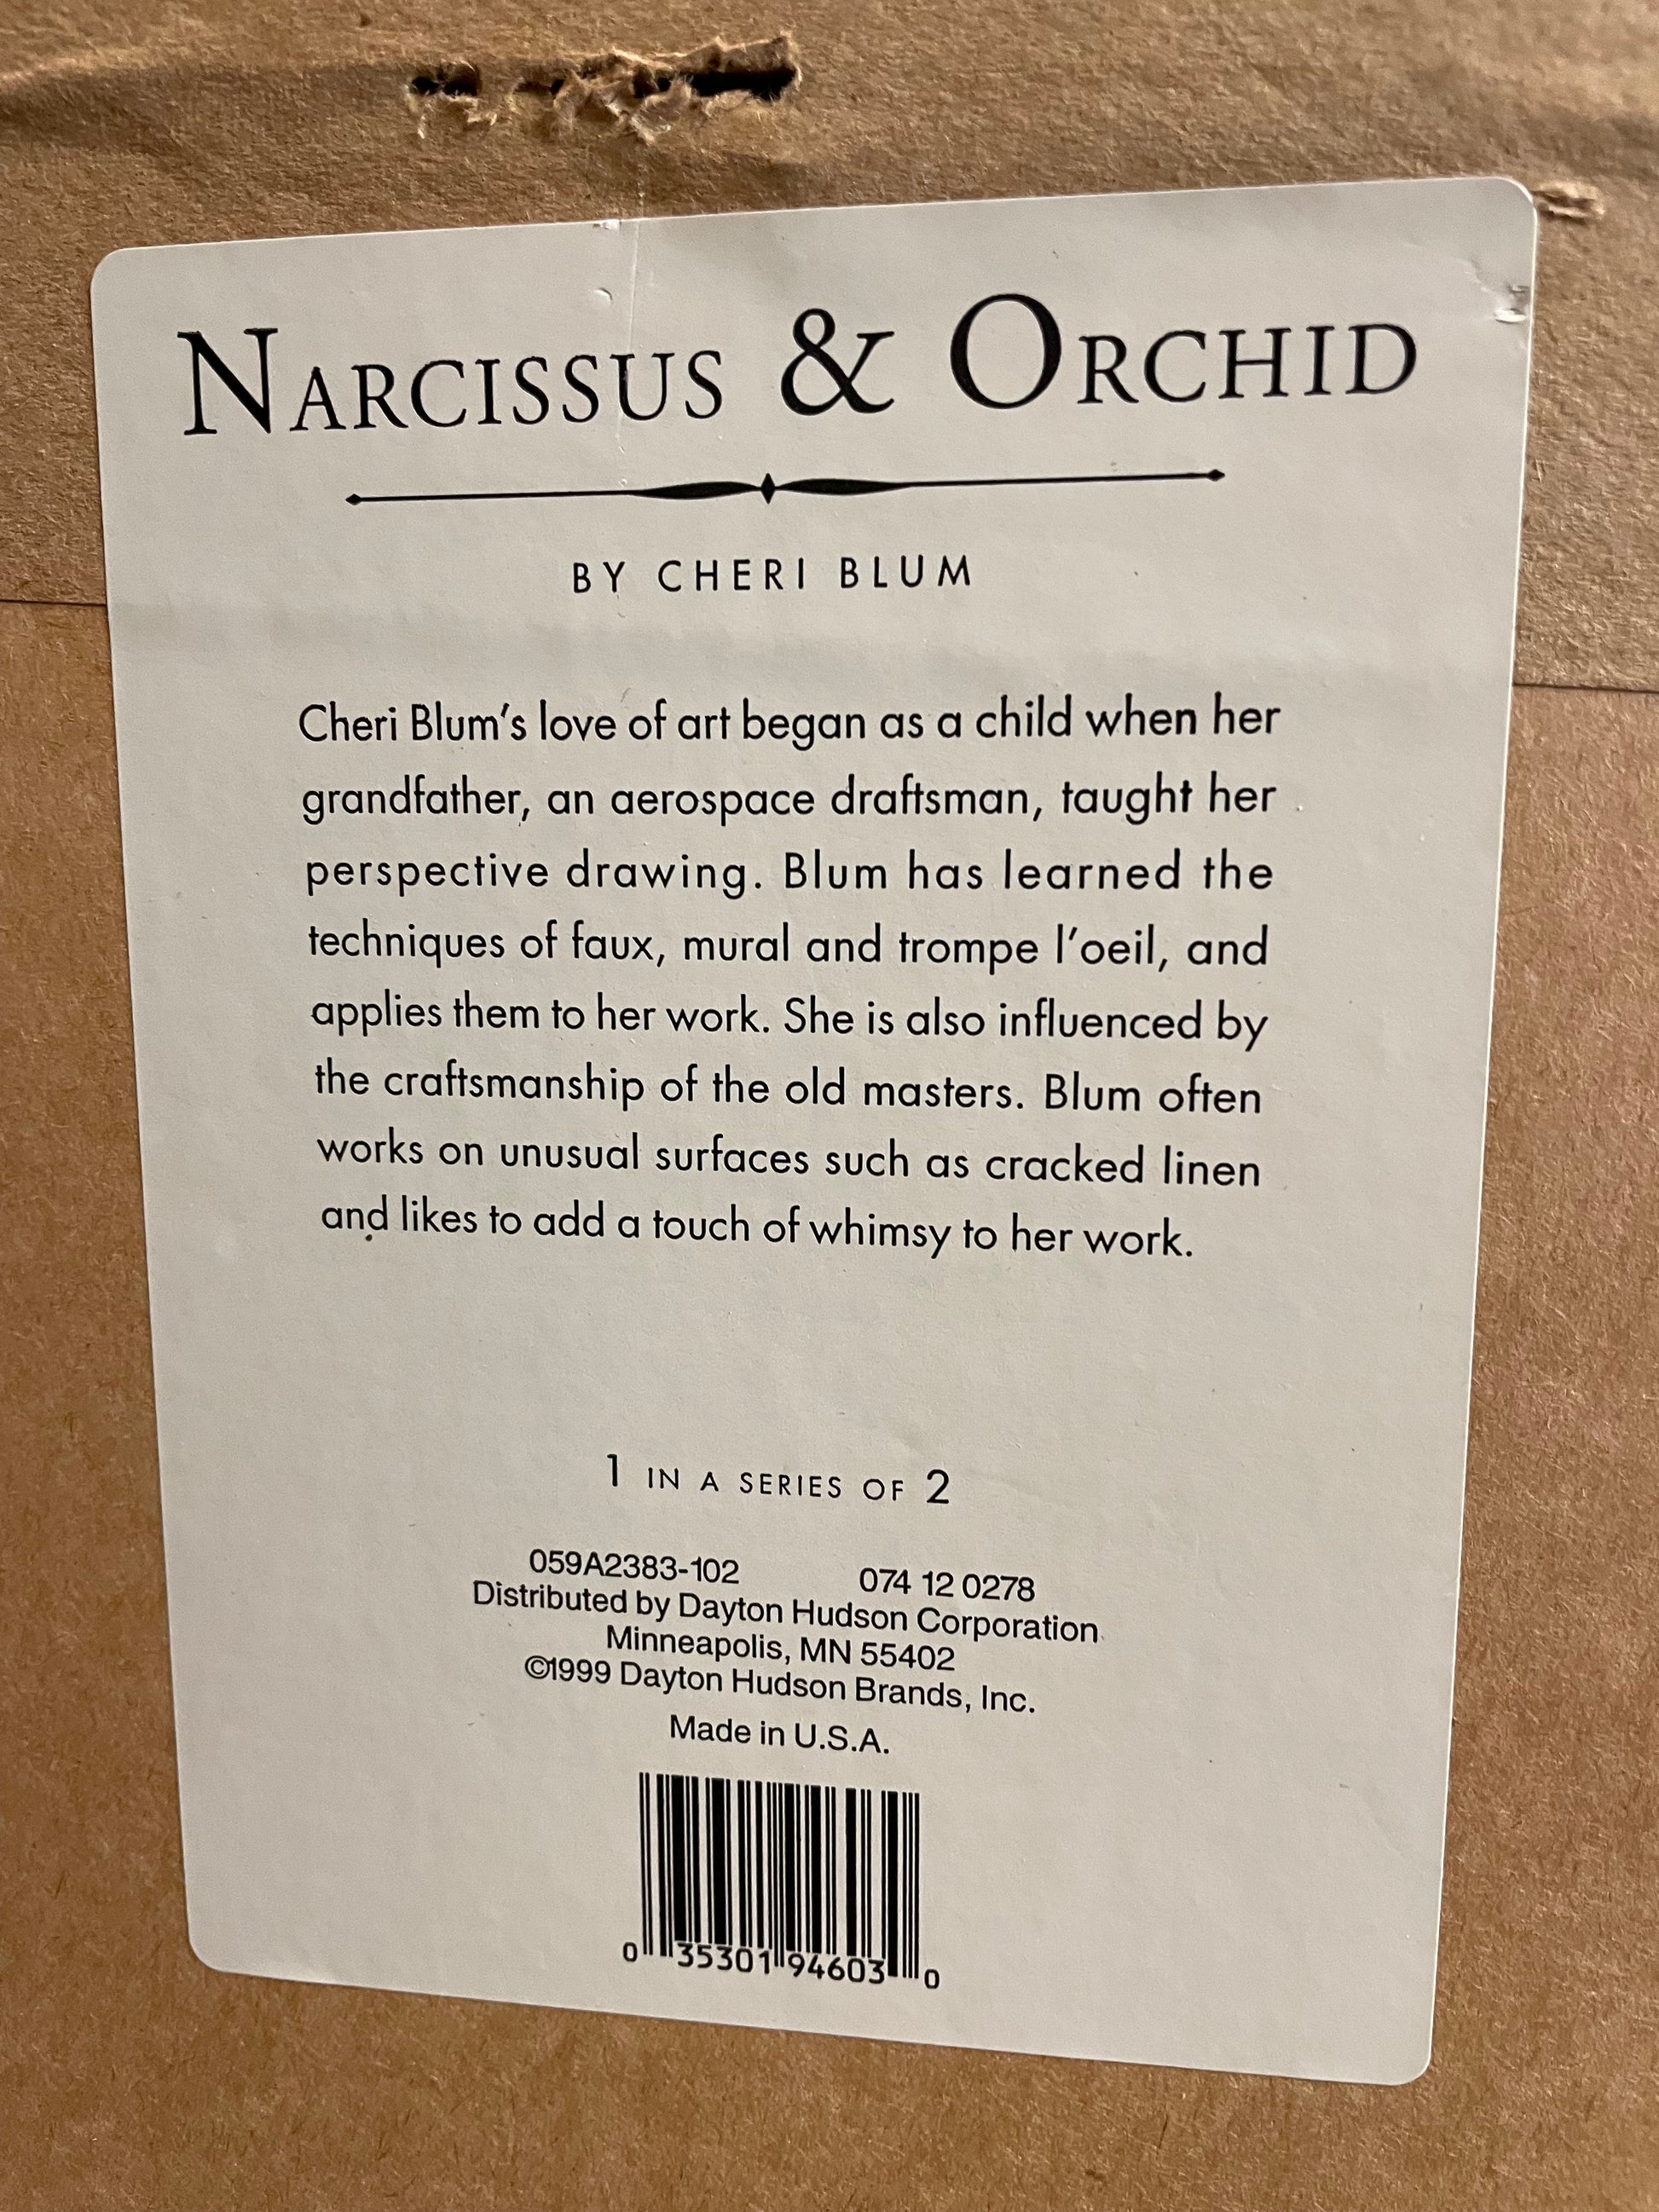 NARCISSUS & ORCHID
BY CHERI BLUM
Cheri Blum's love of art began as a child when her
grandfather, an aerospace draftsman, taught her
perspective drawing. Blum has learned the
techniques of faux, mural and trompe l'oeil, and
applies them to her work. She is also influenced by
the craftsmanship of the old masters. Blum often
works on unusual surfaces such as cracked linen
and likes to add a touch of whimsy to her work.
1 IN A SERIES OF 2
059A2383-102 074 12 0278
Distributed by Dayton Hudson Corporation
Minneapolis, MN 55402
©1999 Dayton Hudson Brands, Inc.
Made in U.S.A.
0 35301 94603 0